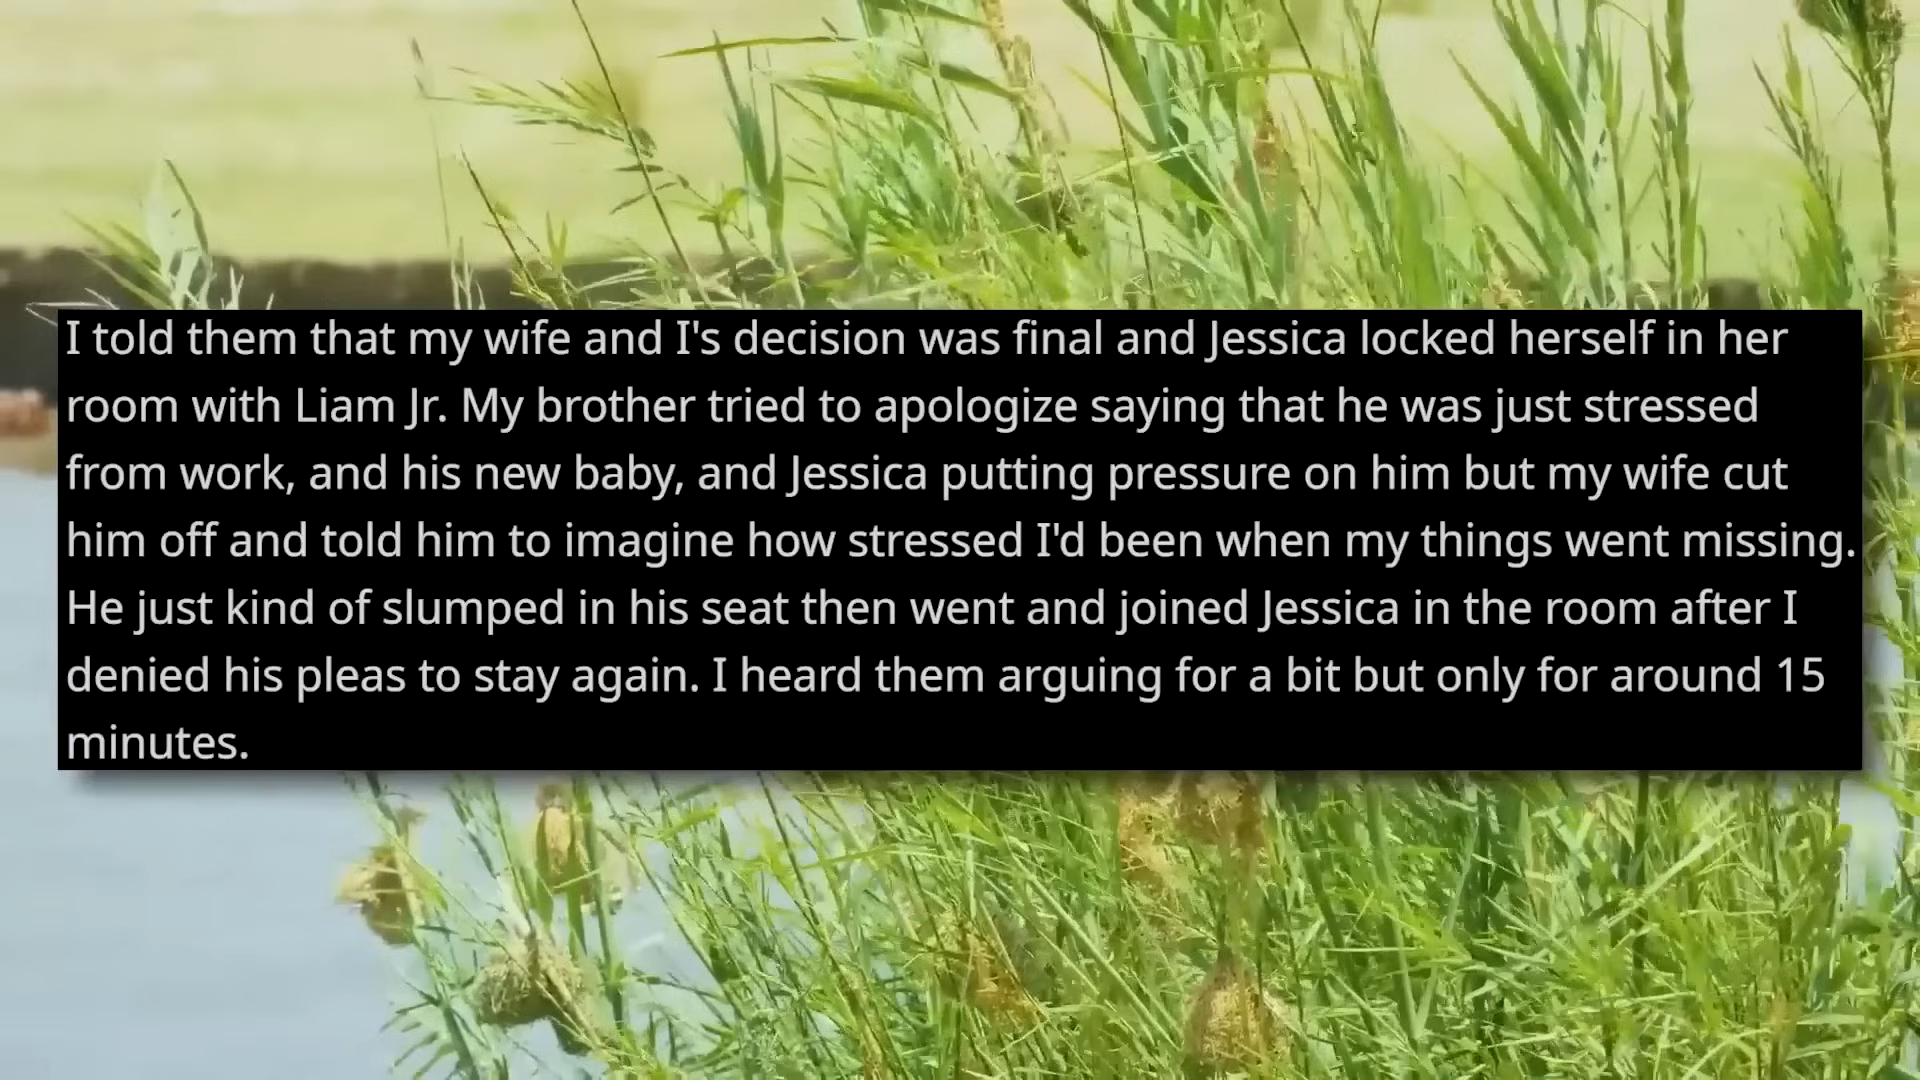 I told them that my wife and I's decision was final and Jessica locked herself in her
room with Liam Jr. My brother tried to apologize saying that he was just stressed
from work, and his new baby, and Jessica putting pressure on him but my wife cut
him off and told him to imagine how stressed I'd been when my things went missing.
He just kind of slumped in his seat then went and joined Jessica in the room after I
denied his pleas to stay again. I heard them arguing for a bit but only for around 15
minutes.